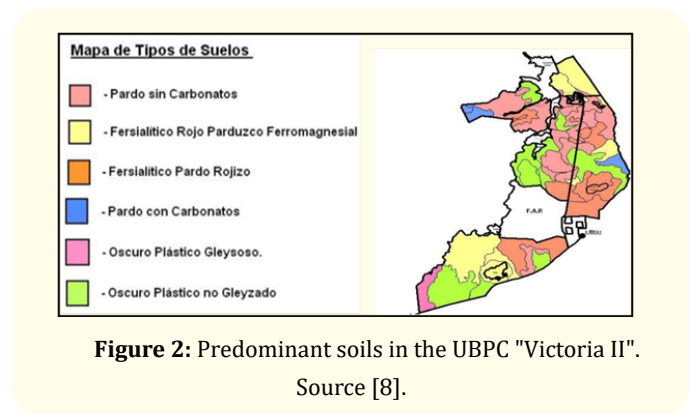 Mapa de Tipos de Suelos
- Pardo sin Carbonatos
- Fersialítico Rojo Parduzco Ferromagnesial
- Fersialítico Pardo Rojizo
- Pardo con Carbonatos
- Oscuro Plástico Gleysoso.
- Oscuro Plástico no Gleyzado
F.A.R
Figure 2: Predominant soils in the UBPC "Victoria II".
Source [8].